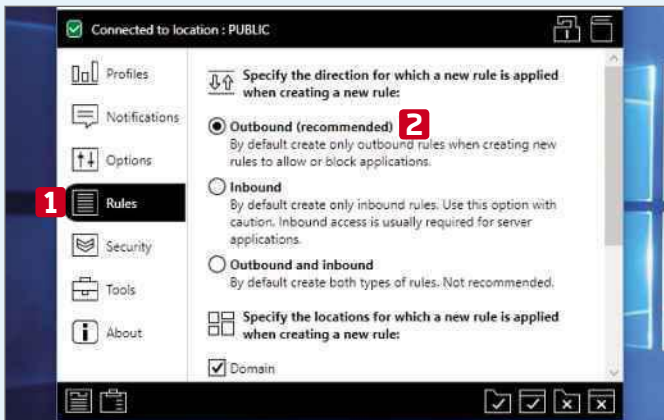 Connected to location : PUBLIC
Profiles
Notifications
Options
1
Rules
Security
Tools
About
Specify the direction for which a new rule is applied
when creating a new rule:
Outbound (recommended) 2
By default create only outbound rules when creating new
rules to allow or block applications.
Inbound
By default create only inbound rules. Use this option with
caution. Inbound access is usually required for server
applications.
Outbound and inbound
By default create both types of rules. Not recommended.
Specify the locations for which a new rule is applied
when creating a new rule:
Domain